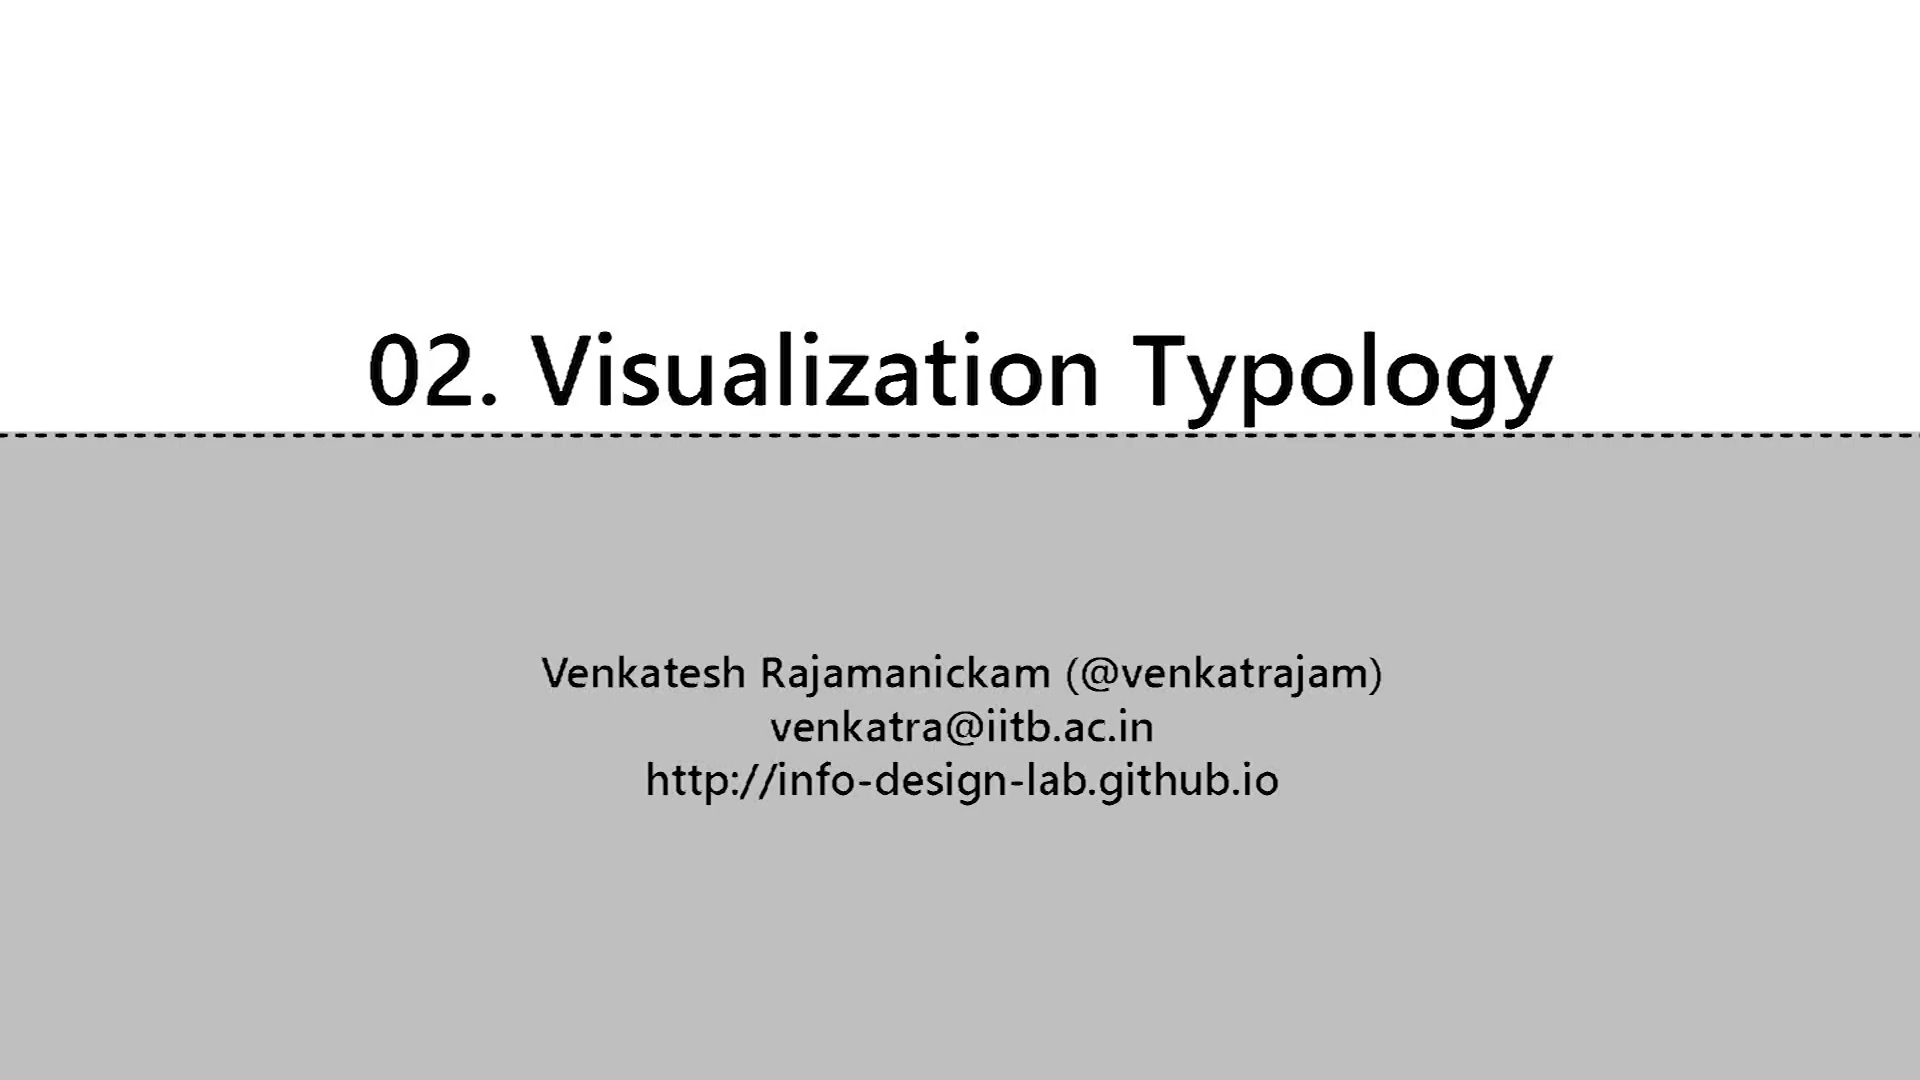 02. Visualization Typology
Venkatesh Rajamanickam (@venkatrajam)
venkatra@iitb.ac.in
http://info-design-lab.github.io